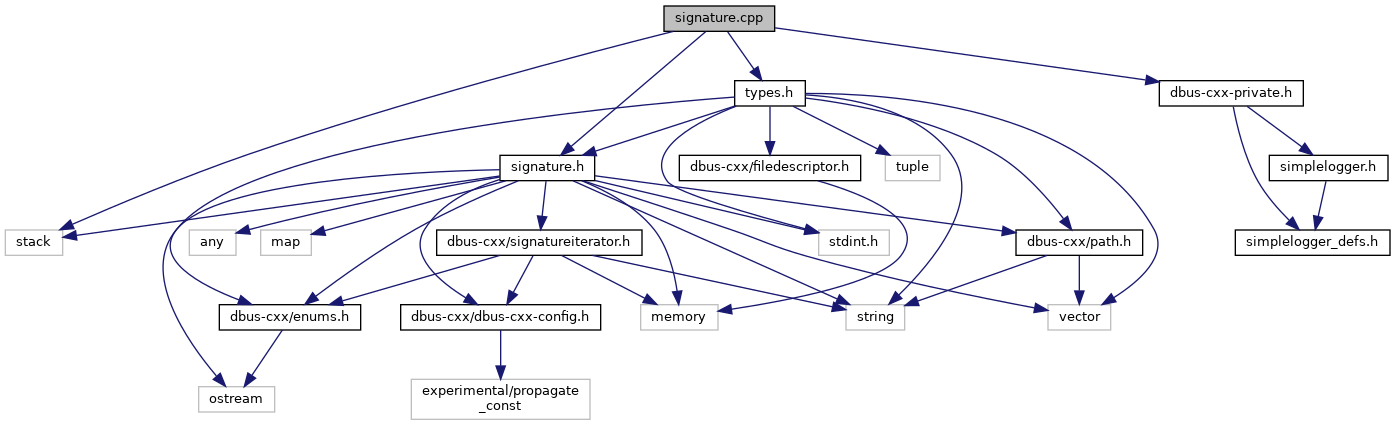 signature.cpp
types.h
dbus-cxx-private.h
signature.h
dbus-cxx/filedescriptor.h
tuple
simplelogger.h
stack
any
map
dbus-cxx/signatureiterator.h
stdint.h
dbus-cxx/path.h
simplelogger_defs.h
dbus-cxx/enums.h
dbus-cxx/dbus-cxx-config.h
memory
string
vector
ostream
experimental/propagate
_const